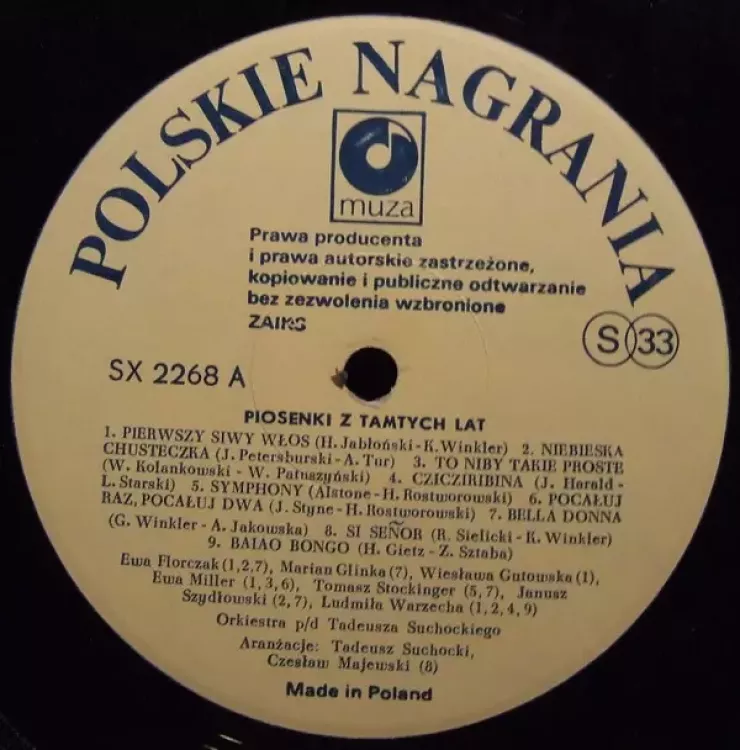 POLSKIE NAGRANIA
muza
Prawa producenta
i prawa autorskie zastrzeżone,
kopiowanie i publiczne odtwarzanie
bez zezwolenia wzbronione
ZAIKS
S 33
SX 2268 A
PIOSENKI Z TAMTYCH LAT
1. PIERWSZY SIWY WŁOS (H. Jabłoński-K. Winkler) 2. NIEBIESKA
CHUSTECZKA (J. Petersburski-A. Tur) 3. TO NIBY TAKIE PROSTE
(W. Kolankowski - W. Patuszyński) 4. CZICZIRIBINA (J. Harald-
L. Starski) 5. SYMPHONY (Alstone-H. Rostworowski) 6. POCAŁUJ
RAZ, POCAŁUJ DWA (J. Styne-H. Rostworowski) 7. BELLA DONNA
(G. Winkler-A. Jakowska) 8. SI SEÑOR (R. Sielicki-K. Winkler)
9. BAIAO BONGO (H. Gietz-Z. Sztaba)
Ewa Florczak (1,2,7), Marian Glinka (7), Wiesława Gutowska (1),
Ewa Miller (1,3,6), Tomasz Stockinger (5,7), Janusz
Szydłowski (2,7), Ludmiła Warzecha (1,2,4,9)
Orkiestra p/d Tadeusza Suchockiego
Aranżacje: Tadeusz Suchocki,
Czesław Majewski (8)
Made in Poland